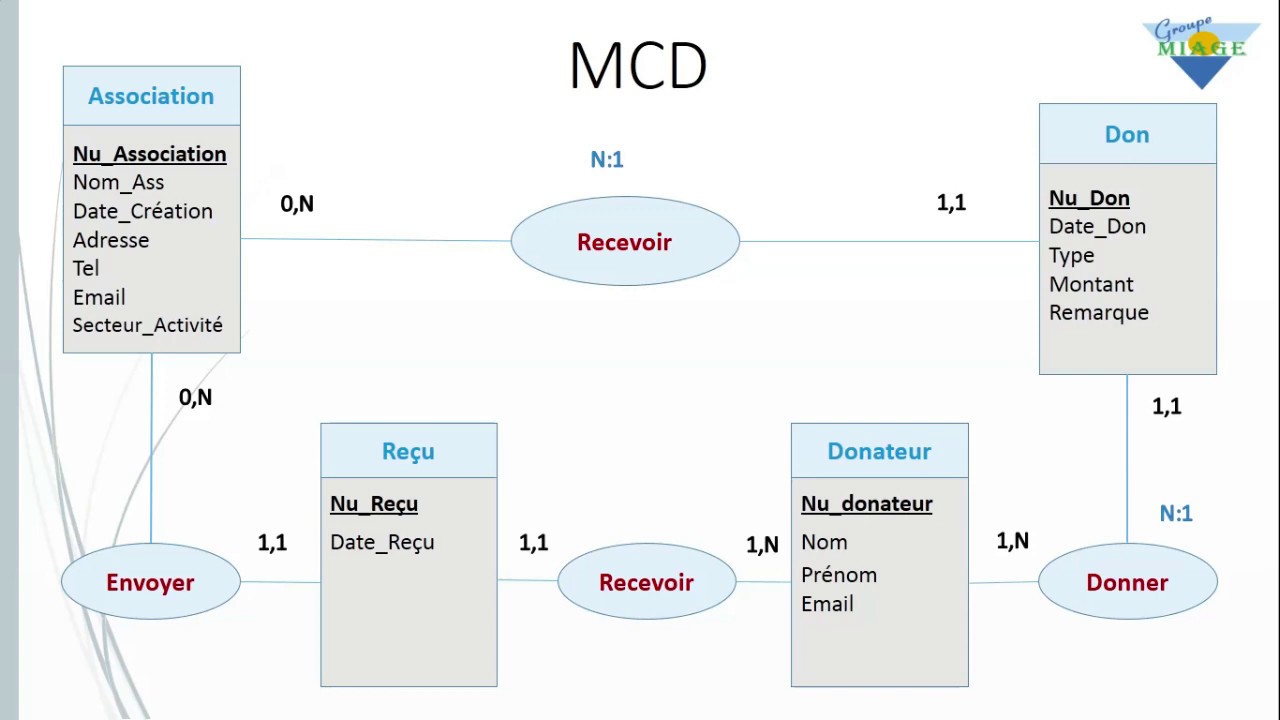 MCD
Groupe
MIAGE
Association
Nu_Association
Nom_Ass
Date_Création
Adresse
Tel
Email
Secteur_Activité
0,N
N:1
Recevoir
1,1
Don
Nu_Don
Date_Don
Type
Montant
Remarque
0,N
1,1
Reçu
Nu_Reçu
Date_Reçu
Donateur
Nu_donateur
Nom
Prénom
Email
N:1
Envoyer
1,1
1,1
Recevoir
1,N
1,N
Donner